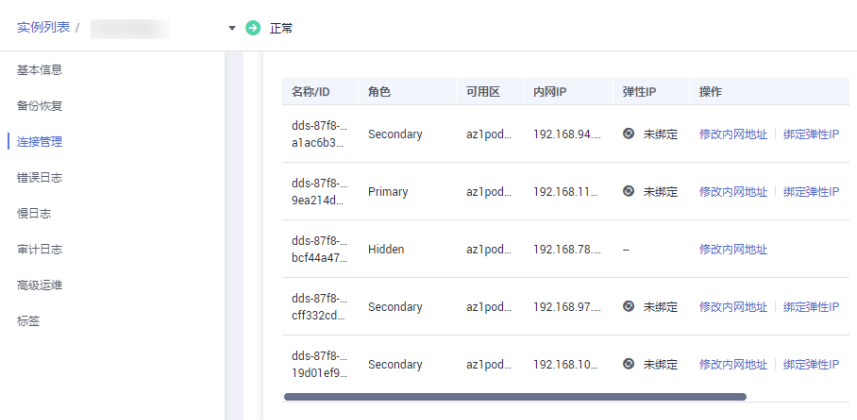 实例列表 /
正常
基本信息
备份恢复
连接管理
错误日志
慢日志
审计日志
高级运维
标签
名称/ID 角色 可用区 内网IP 弹性IP 操作
dds-87f8-...
a1ac6b3... Secondary az1pod... 192.168.94.... 未绑定 修改内网地址 绑定弹性IP
dds-87f8-...
9ea214d... Primary az1pod... 192.168.11... 未绑定 修改内网地址 绑定弹性IP
dds-87f8-...
bcf44a47... Hidden az1pod... 192.168.78.... -- 修改内网地址
dds-87f8-...
cff332cd... Secondary az1pod... 192.168.97.... 未绑定 修改内网地址 绑定弹性IP
dds-87f8-...
19d01ef9... Secondary az1pod... 192.168.10... 未绑定 修改内网地址 绑定弹性IP